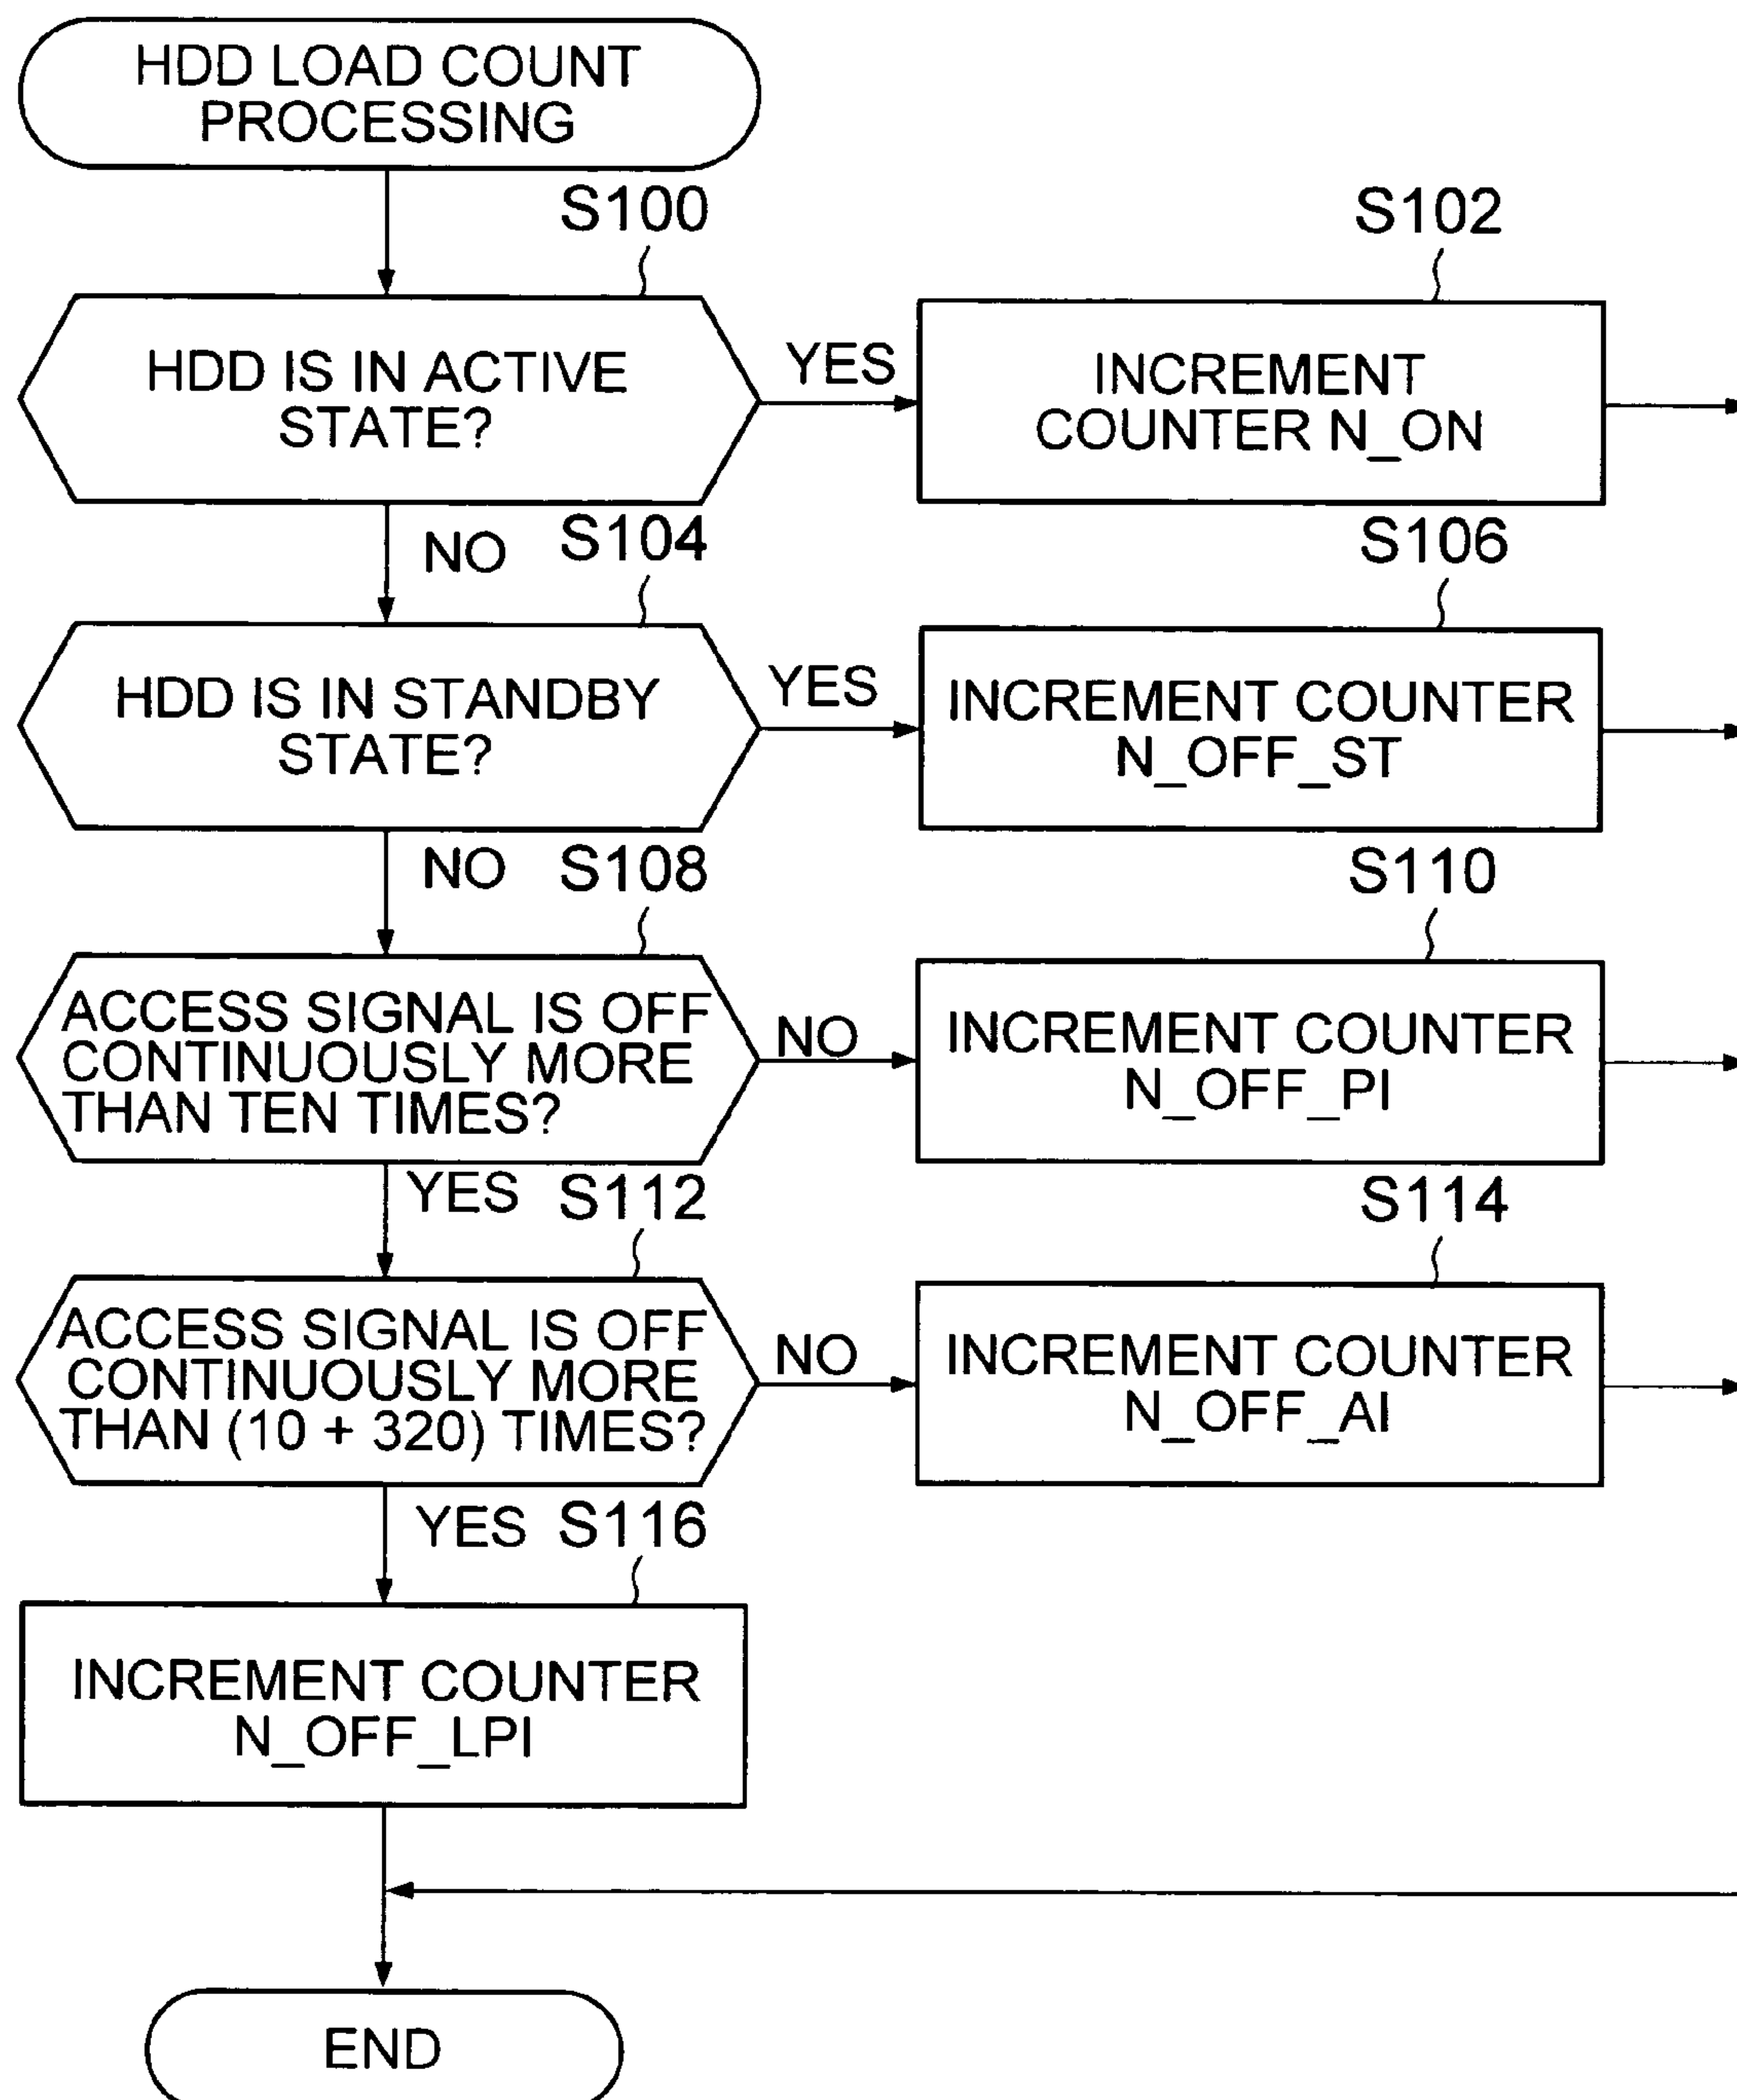 HDD LOAD COUNT
PROCESSING
S100
S102
HDD IS IN ACTIVE
STATE?
YES
INCREMENT
COUNTER N_ON
NO
S104
S106
HDD IS IN STANDBY
STATE?
YES
INCREMENT COUNTER
N_OFF_ST
NO
S108
S110
ACCESS SIGNAL IS OFF
CONTINUOUSLY MORE
THAN TEN TIMES?
NO
INCREMENT COUNTER
N_OFF_PI
YES
S112
S114
ACCESS SIGNAL IS OFF
CONTINUOUSLY MORE
THAN (10 + 320) TIMES?
NO
INCREMENT COUNTER
N_OFF_AI
YES
S116
INCREMENT COUNTER
N_OFF_LPI
END